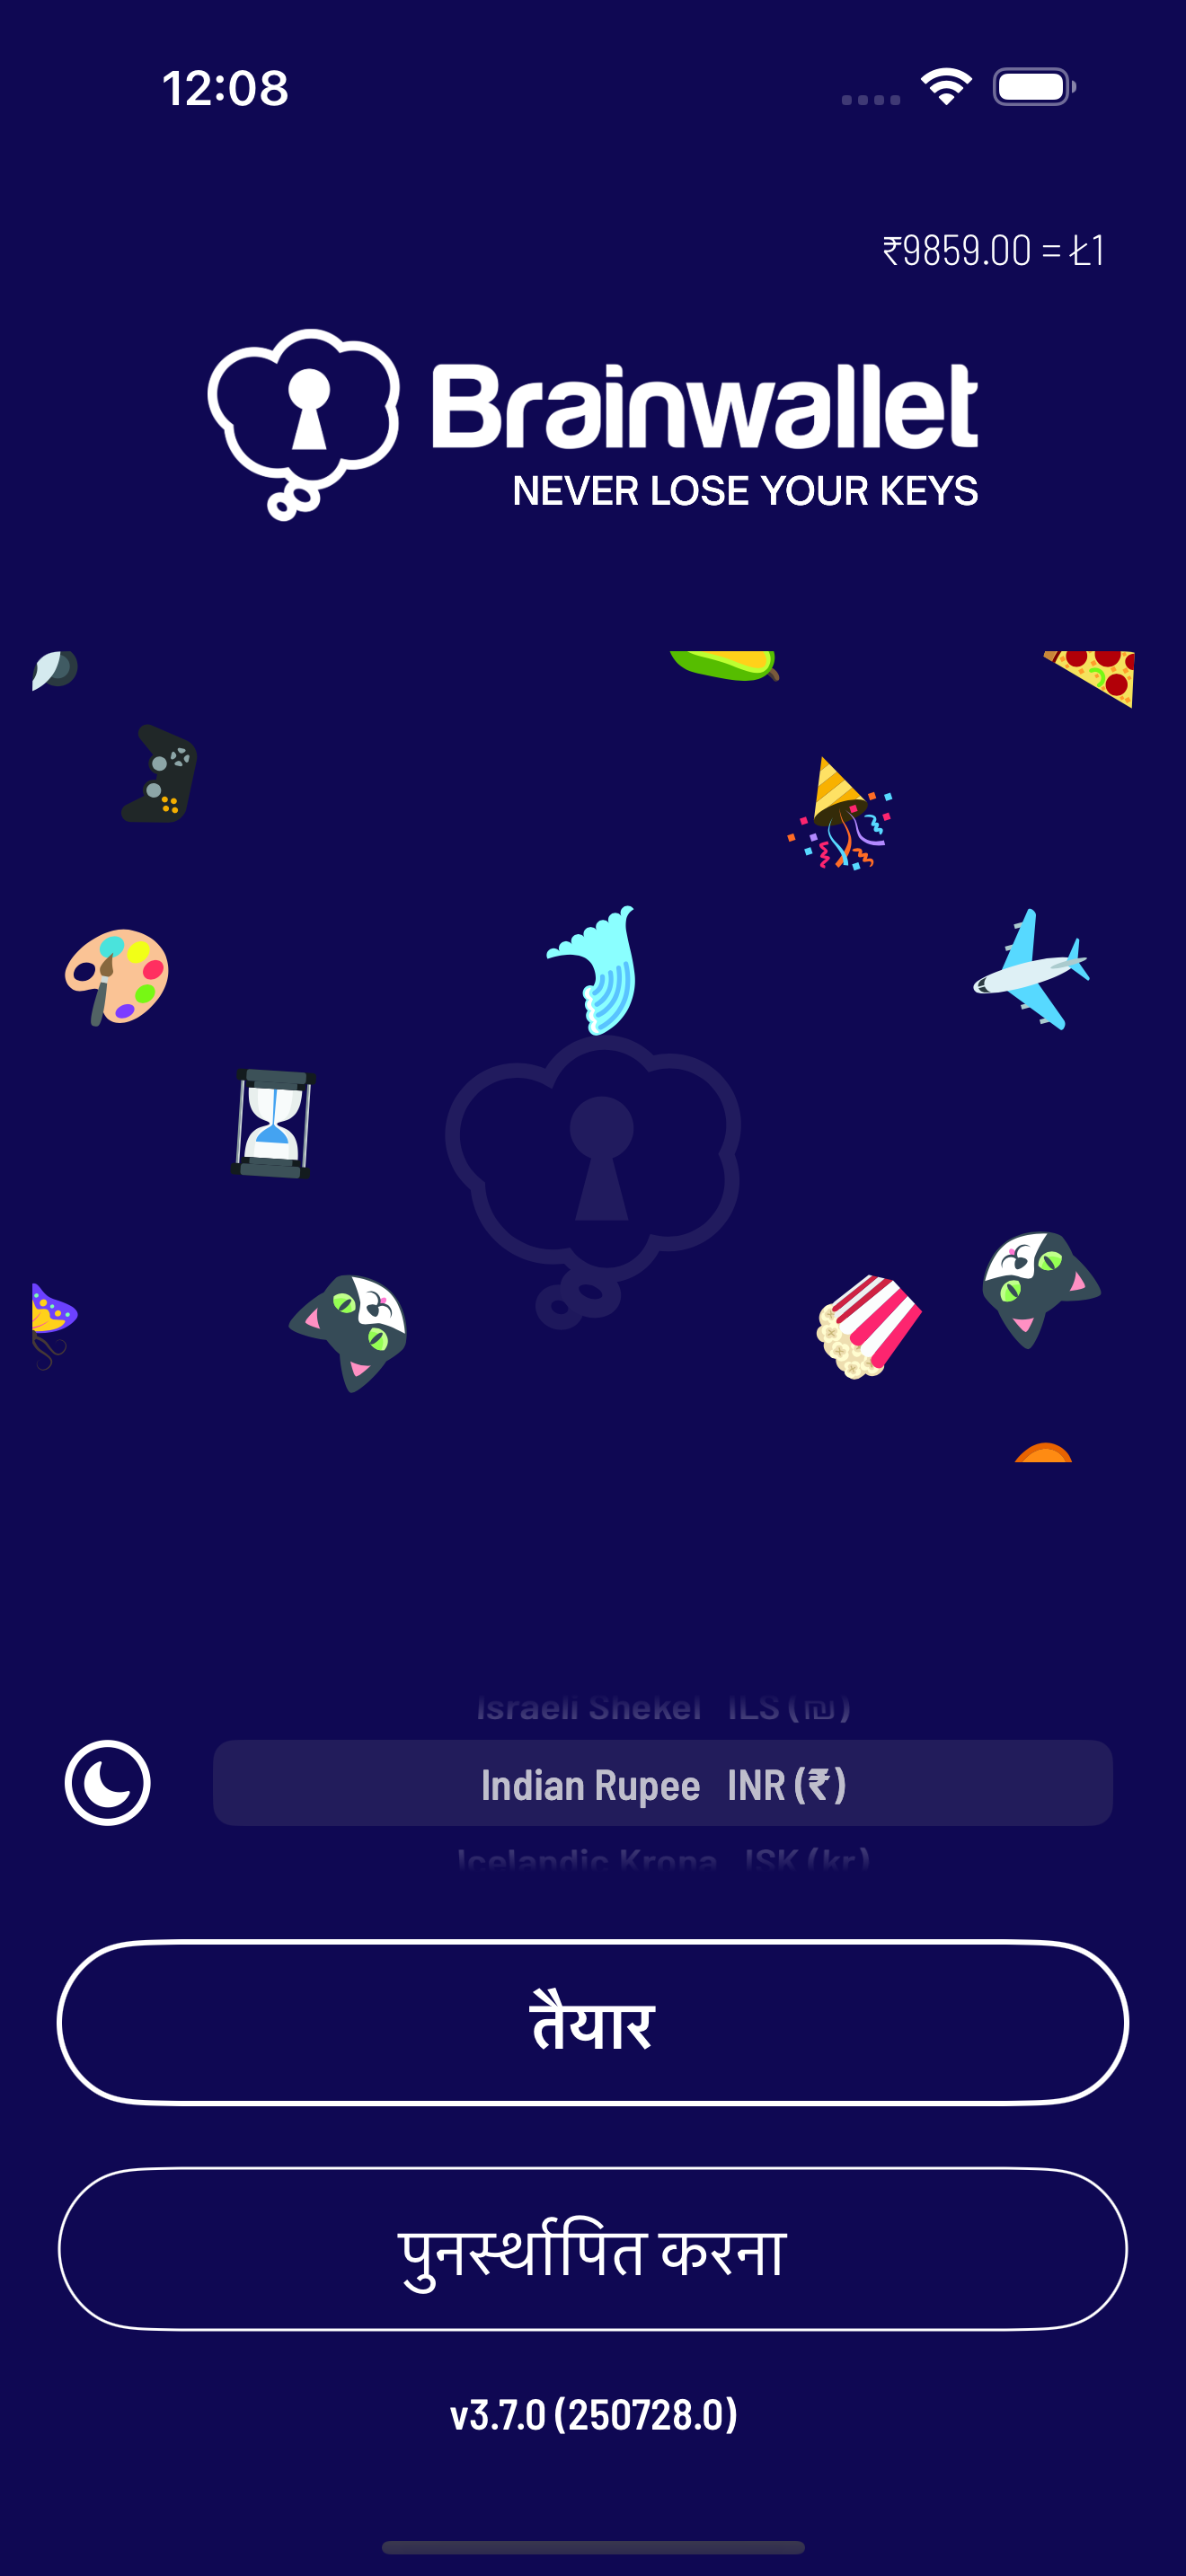 12:08
₹9859.00 = Ł1
Brainwallet
NEVER LOSE YOUR KEYS
Israeli Shekel ILS (₪)
Indian Rupee INR (₹)
Icelandic Krona ISK (kr)
तैयार
पुनर्स्थापित करना
v3.7.0 (250728.0)